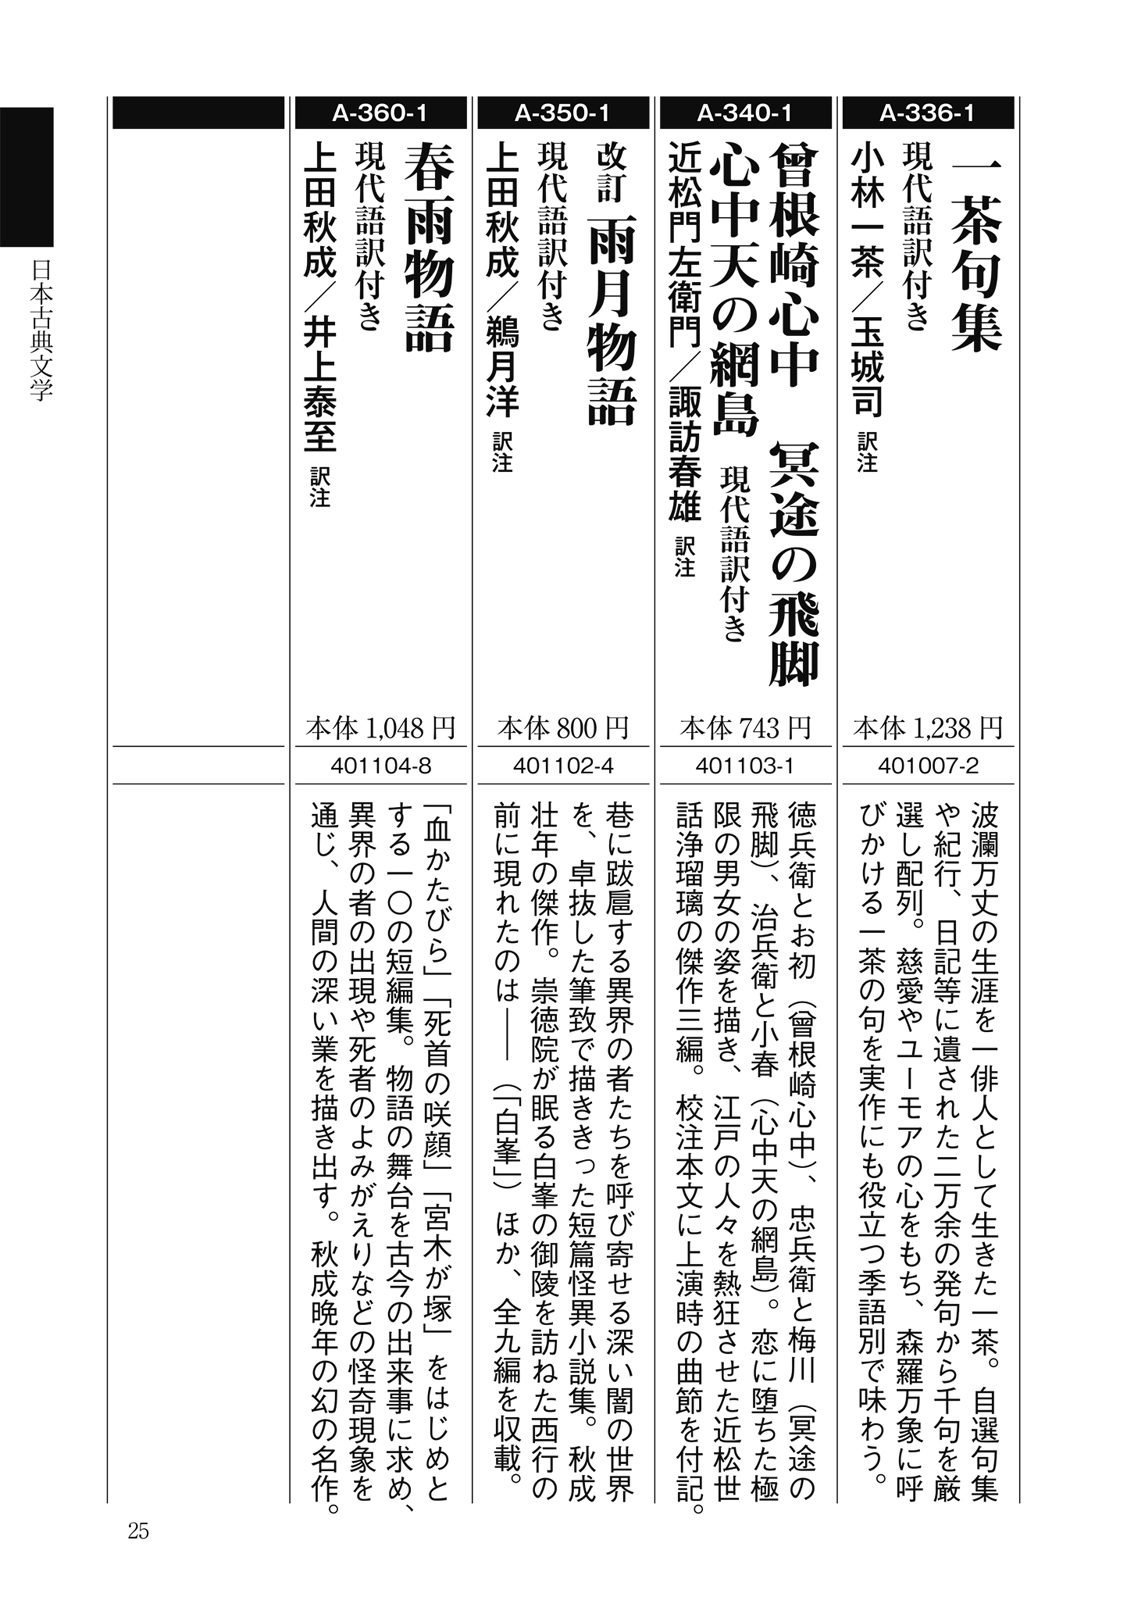 日本古典文学
A-336-1
一茶句集
現代語訳付き
小林一茶／玉城司 訳注
本体 1,238 円
401007-2
波瀾万丈の生涯を一俳人として生きた一茶。自選句集
や紀行、日記等に遺された二万余の発句から千句を厳
選し配列。慈愛やユーモアの心をもち、森羅万象に呼
びかける一茶の句を実作にも役立つ季語別で味わう。
A-340-1
曾根崎心中　冥途の飛脚
心中天の網島 現代語訳付き
近松門左衛門／諏訪春雄 訳注
本体 743 円
401103-1
徳兵衛とお初（曾根崎心中）、忠兵衛と梅川（冥途の
飛脚）、治兵衛と小春（心中天の網島）。恋に堕ちた極
限の男女の姿を描き、江戸の人々を熱狂させた近松世
話浄瑠璃の傑作三編。校注本文に上演時の曲節を付記。
A-350-1
改訂 雨月物語
現代語訳付き
上田秋成／鵜月洋 訳注
本体 800 円
401102-4
巷に跋扈する異界の者たちを呼び寄せる深い闇の世界
を、卓抜した筆致で描ききった短篇怪異小説集。秋成
壮年の傑作。崇徳院が眠る白峯の御陵を訪ねた西行の
前に現れたのは――（「白峯」）ほか、全九編を収載。
A-360-1
春雨物語
現代語訳付き
上田秋成／井上泰至 訳注
本体 1,048 円
401104-8
「血かたびら」「死首の咲顔」「宮木が塚」をはじめと
する一〇の短編集。物語の舞台を古今の出来事に求め、
異界の者の出現や死者のよみがえりなどの怪奇現象を
通じ、人間の深い業を描き出す。秋成晩年の幻の名作。
25